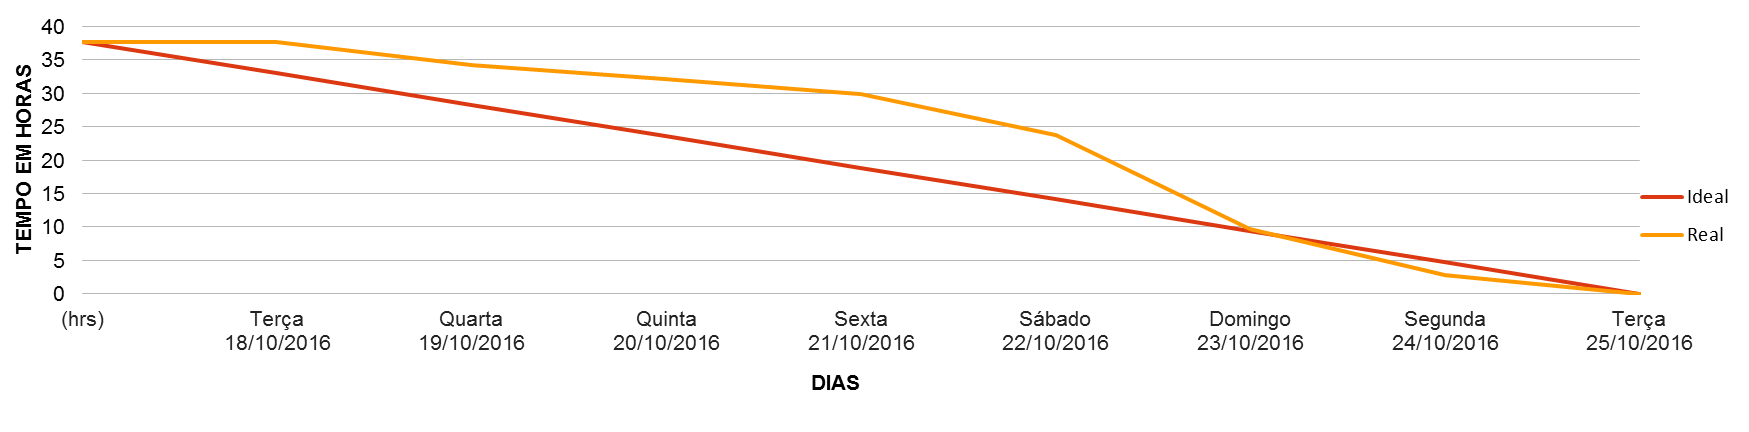 TEMPO EM HORAS
40
35
30
25
20
15
10
5
0
(hrs)
Terça
18/10/2016
Quarta
19/10/2016
Quinta
20/10/2016
Sexta
21/10/2016
Sábado
22/10/2016
Domingo
23/10/2016
Segunda
24/10/2016
Terça
25/10/2016
DIAS
Ideal
Real